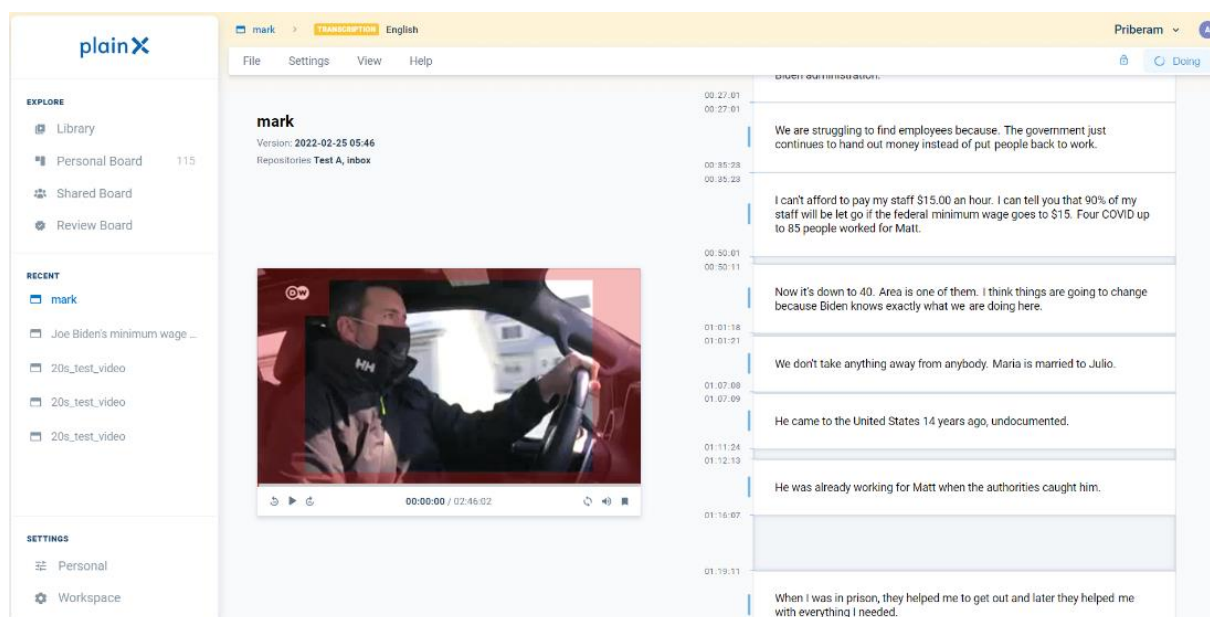 plain X
EXPLORE
Library
Personal Board 115
Shared Board
Review Board
RECENT
mark
Joe Biden's minimum wage ...
20s_test_video
20s_test_video
20s_test_video
SETTINGS
Personal
Workspace
mark > TRANSCRIPTION English
Priberam
A
File Settings View Help
Doing
mark
Version: 2022-02-25 05:46
Repositories Test A, inbox
DW
HH
00:00:00 / 02:46:02
Biden administration.
00:27:01
00:27:01
We are struggling to find employees because. The government just
continues to hand out money instead of put people back to work.
00:35:23
00:35:23
I can't afford to pay my staff $15.00 an hour. I can tell you that 90% of my
staff will be let go if the federal minimum wage goes to $15. Four COVID up
to 85 people worked for Matt.
00:50:01
00:50:11
Now it's down to 40. Area is one of them. I think things are going to change
because Biden knows exactly what we are doing here.
01:01:18
01:01:21
We don't take anything away from anybody. Maria is married to Julio.
01:07:00
01:07:09
He came to the United States 14 years ago, undocumented.
01:11:24
01:12:13
He was already working for Matt when the authorities caught him.
01:16:07
01:19:11
When I was in prison, they helped me to get out and later they helped me
with everything I needed.